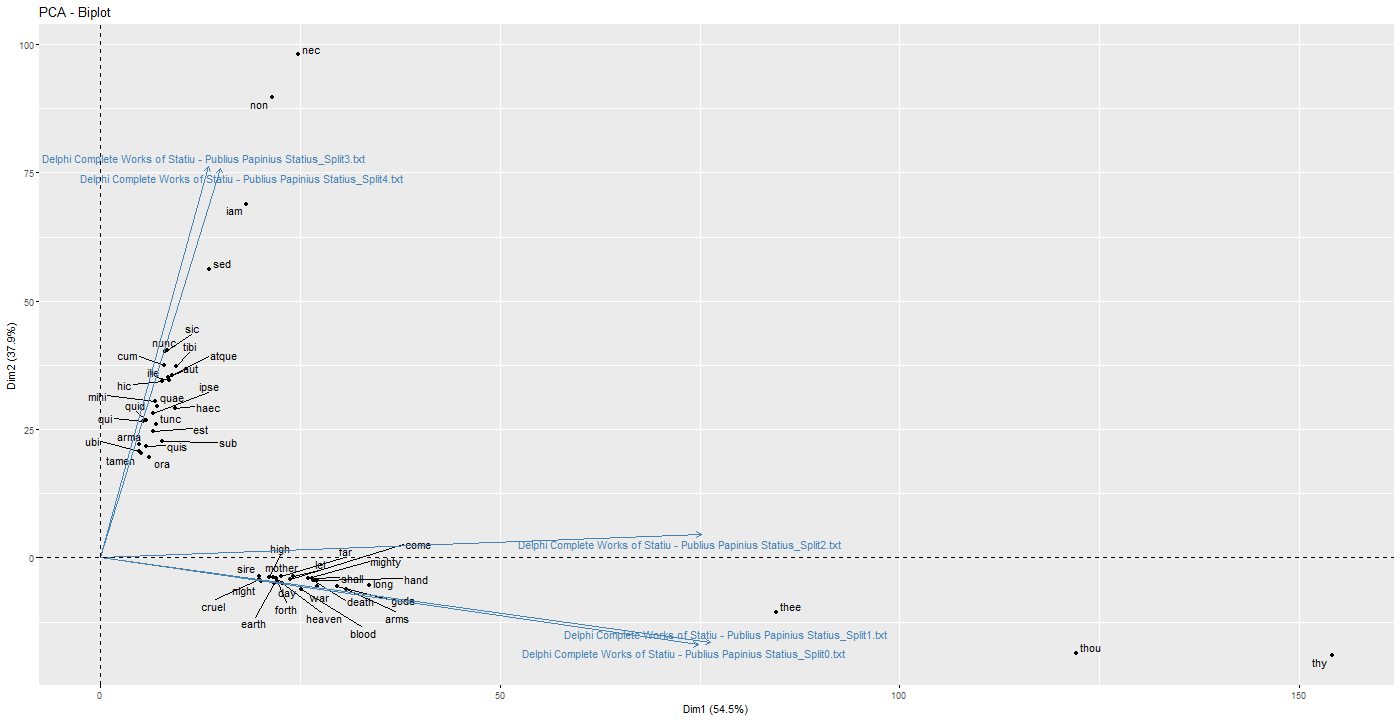 PCA - Biplot
100
nec
non
Delphi Complete Works of Statiu - Publius Papinius Statius_Split3.txt
75
Delphi Complete Works of Statiu - Publius Papinius Statius_Split4.txt
iam
sed
50
sic
nunc
tibi
cum
atque
aut
ille
hic
ipse
mihi
quae
quid
haec
qui
tunc
25
est
arma
ubi
sub
quis
tamen
ora
Dim2 (37.9%)
0
Delphi Complete Works of Statiu - Publius Papinius Statius_Split2.txt
come
high
far
mighty
sire
mother
let
shall
hand
long
night
day
war
death
gods
thee
cruel
forth
arms
earth
heaven
blood
Delphi Complete Works of Statiu - Publius Papinius Statius_Split1.txt
thou
Delphi Complete Works of Statiu - Publius Papinius Statius_Split0.txt
thy
0
50
100
150
Dim1 (54.5%)